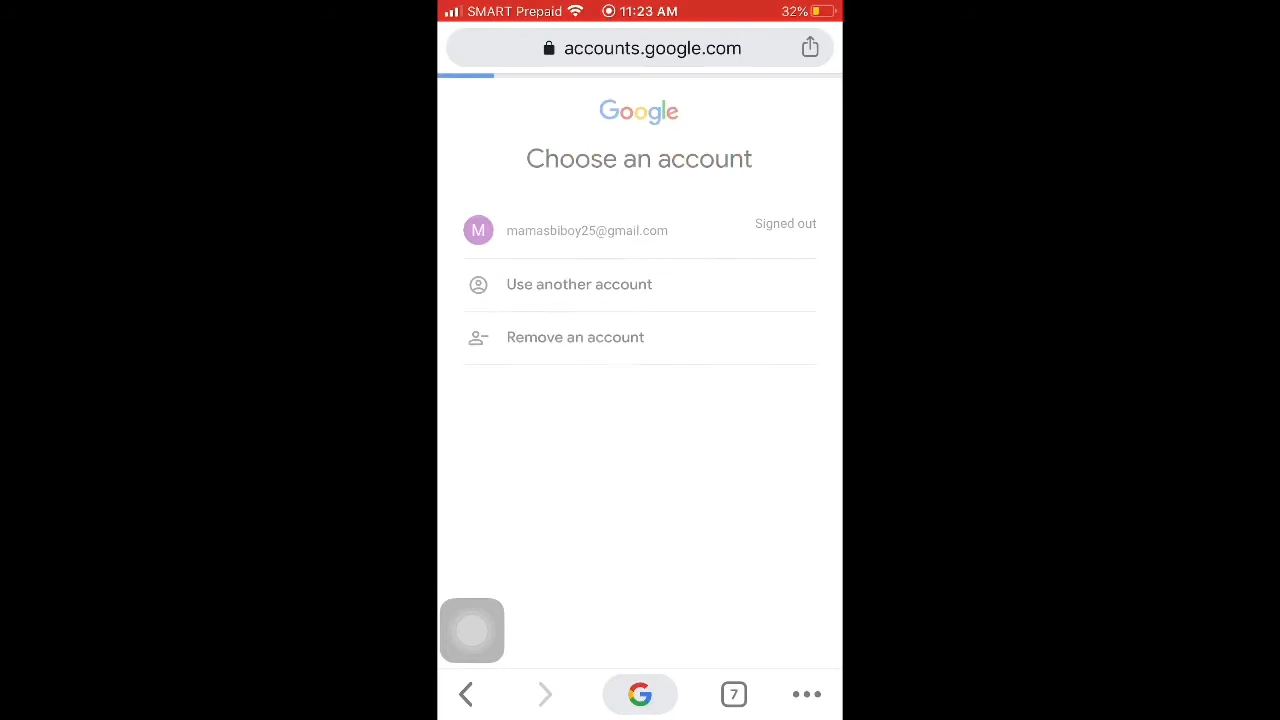 SMART Prepaid 11:23 AM 32%
accounts.google.com
Google
Choose an account
M mamasbiboy25@gmail.com Signed out
Use another account
Remove an account
G 7